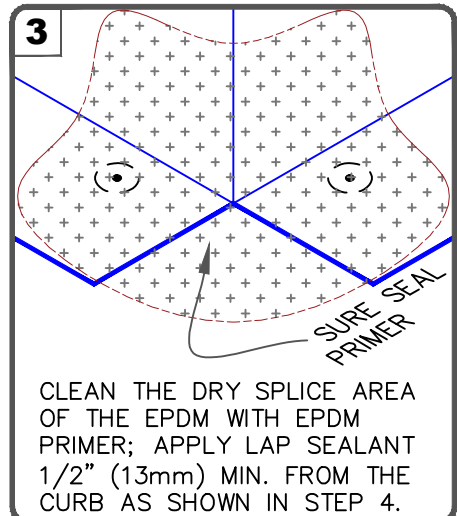 3
SURE SEAL
PRIMER
CLEAN THE DRY SPLICE AREA
OF THE EPDM WITH EPDM
PRIMER; APPLY LAP SEALANT
1/2” (13mm) MIN. FROM THE
CURB AS SHOWN IN STEP 4.